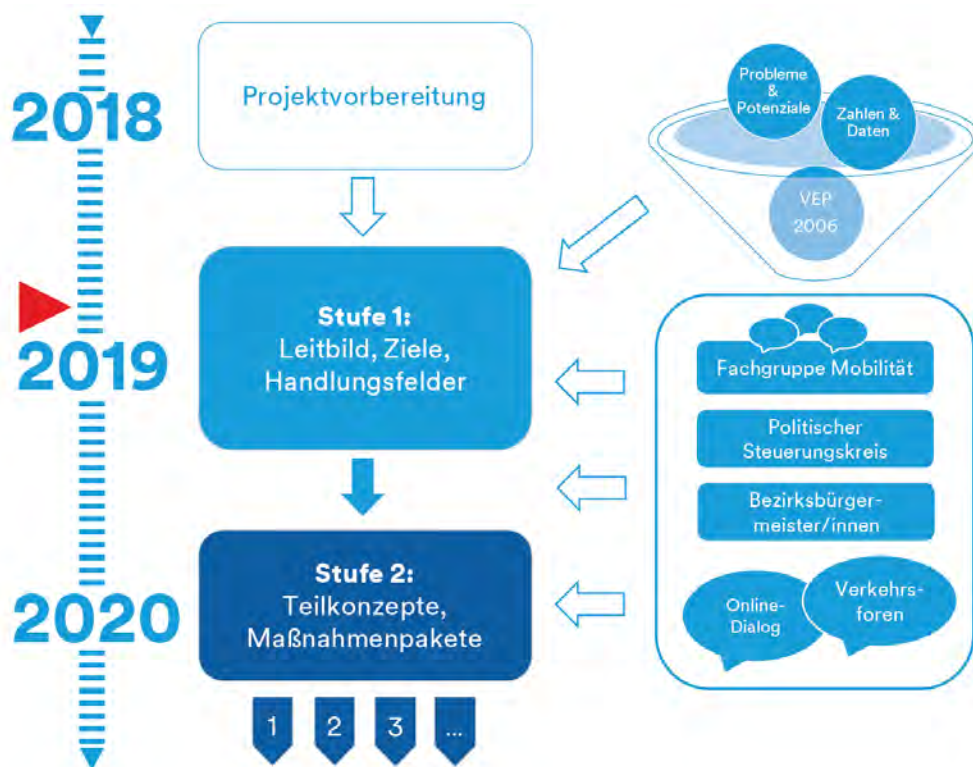 2018
2019
2020
Projektvorbereitung
Stufe 1:
Leitbild, Ziele,
Handlungsfelder
Stufe 2:
Teilkonzepte,
Maßnahmenpakete
1
2
3
...
Probleme
&
Potenziale
Zahlen &
Daten
VEP
2006
Fachgruppe Mobilität
Politischer
Steuerungskreis
Bezirksbürger-
meister/innen
Online-
Dialog
Verkehrs-
foren